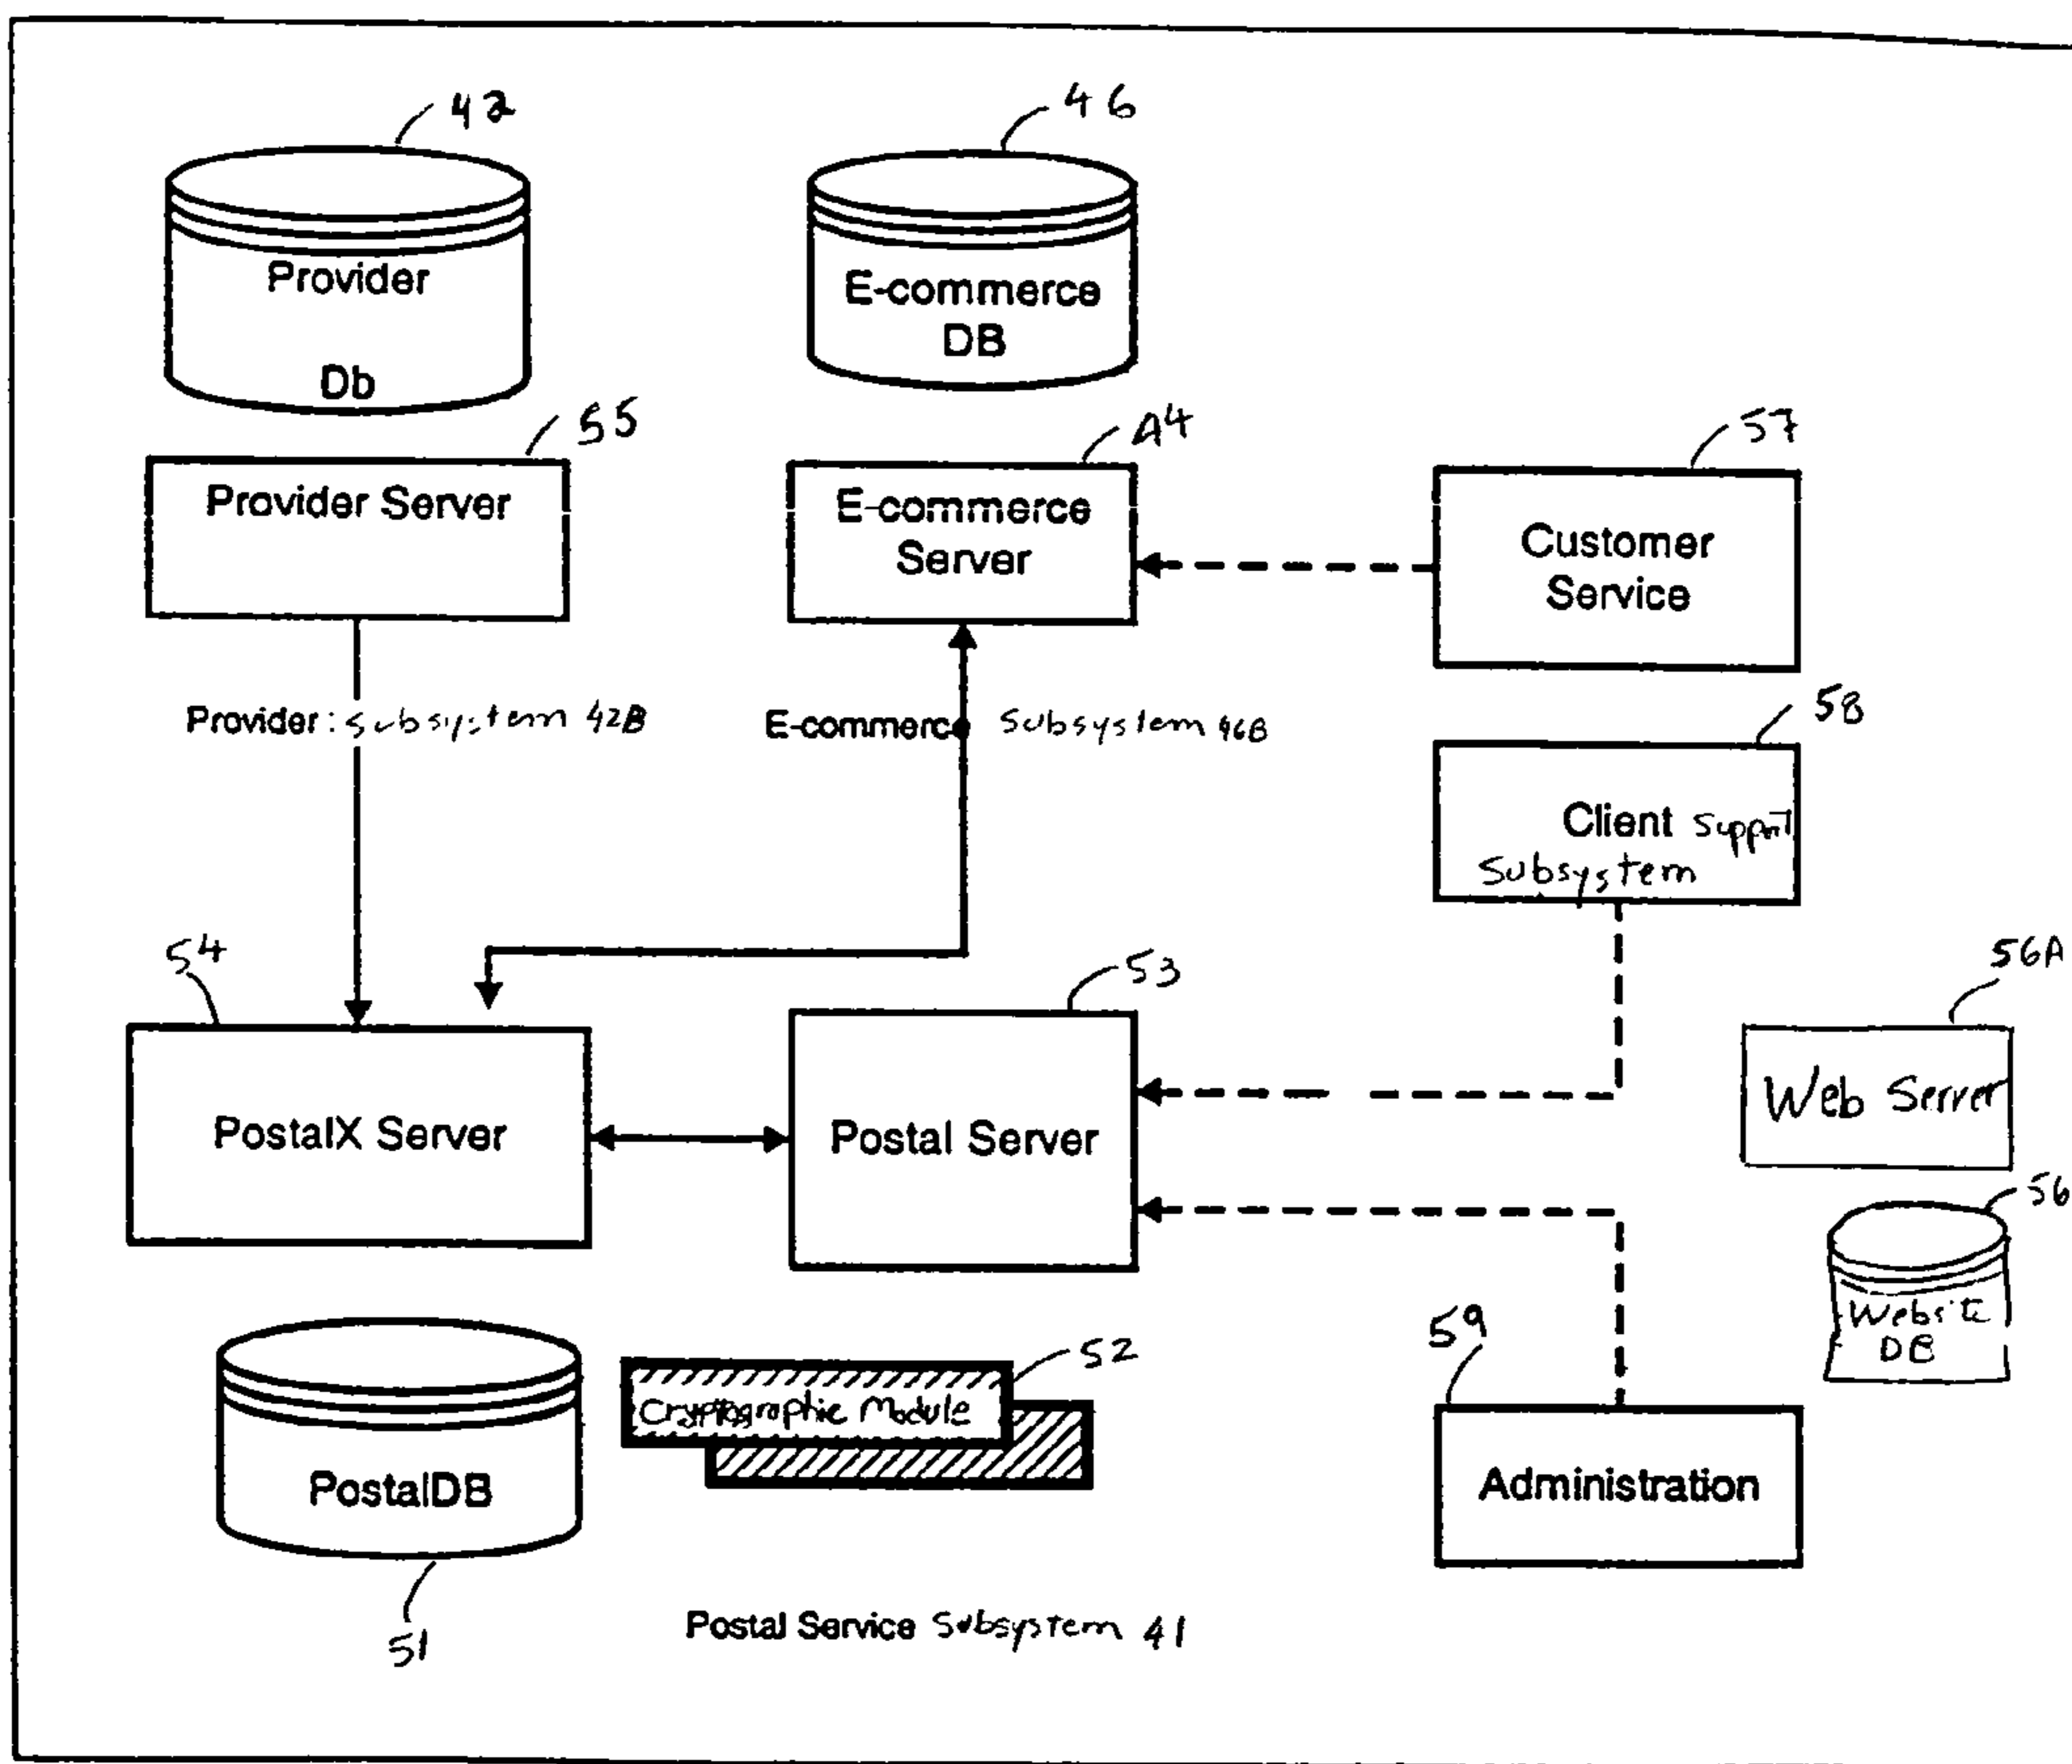 42
46
Provider
Db
E-commerce
DB
55
A4
57
Provider Server
E-commerce
Server
Customer
Service
Provider: subsystem 42B
E-commerc Subsystem 46B
58
Client Support
Subsystem
54
53
56A
PostalX Server
Postal Server
Web Server
56
Website
DB
59
52
Cryptographic Module
PostalDB
Administration
51
Postal Service Subsystem 41